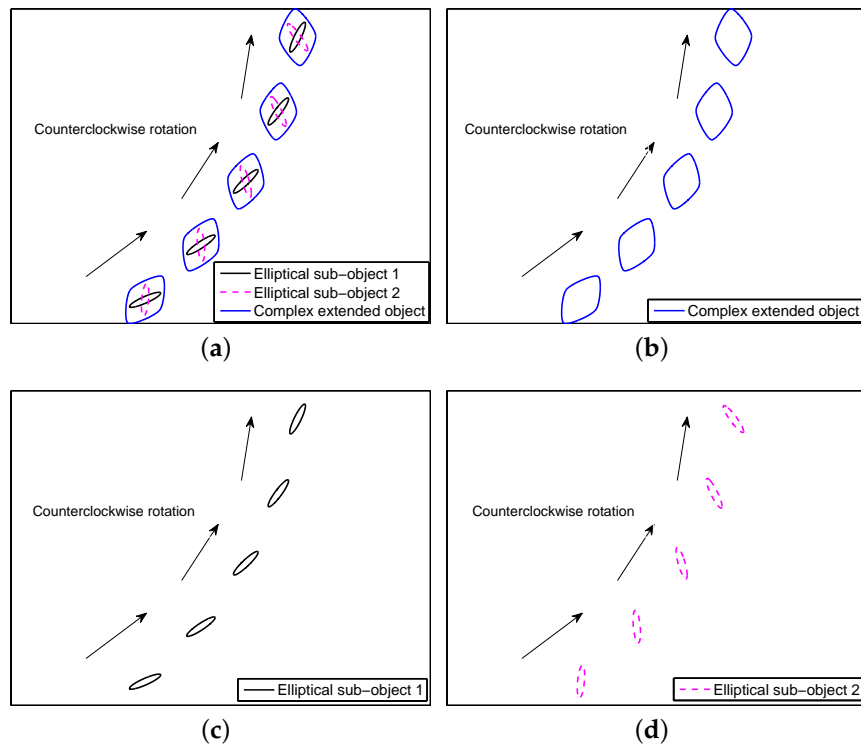 Counterclockwise rotation
Elliptical sub−object 1
Elliptical sub−object 2
Complex extended object
(a)
Counterclockwise rotation
Complex extended object
(b)
Counterclockwise rotation
Elliptical sub−object 1
(c)
Counterclockwise rotation
Elliptical sub−object 2
(d)